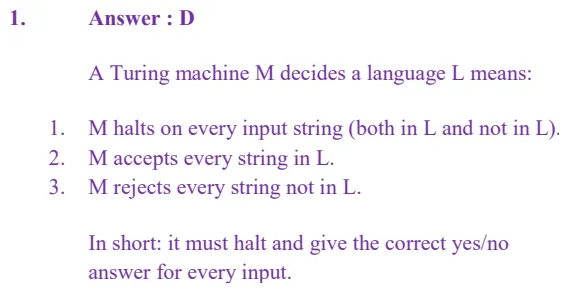 1. Answer : D
A Turing machine M decides a language L means:
1. M halts on every input string (both in L and not in L).
2. M accepts every string in L.
3. M rejects every string not in L.
In short: it must halt and give the correct yes/no
answer for every input.